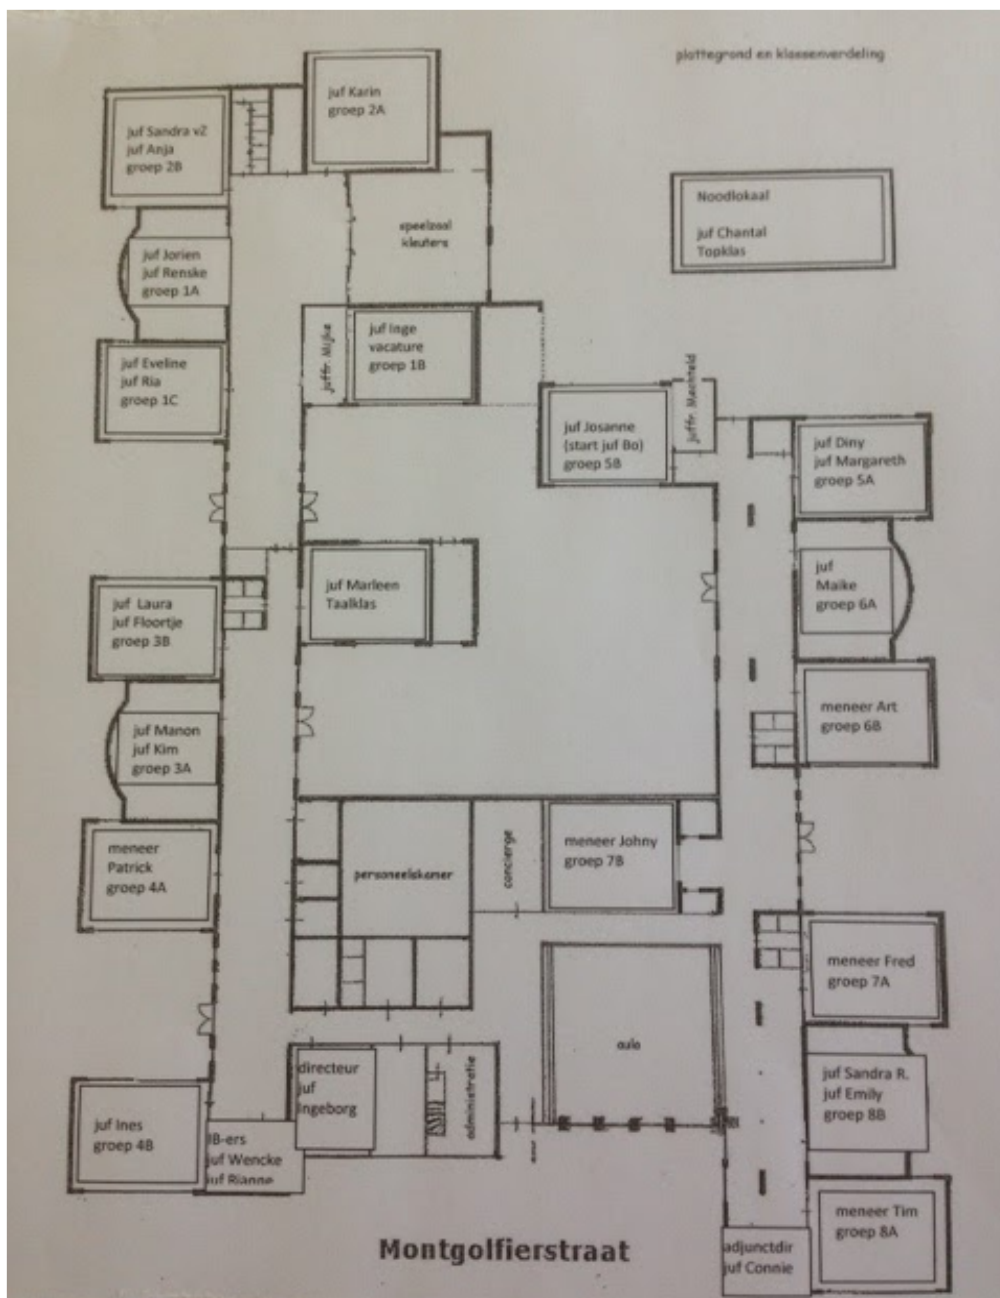 plattegrond en klassenverdeling
juf Karin
groep 2A
juf Sandra vZ
juf Anja
groep 2B
Noodlokaal
juf Chantal
Topklas
speelzaal
kleuters
juf Jorien
juf Renske
groep 1A
juffr. Mijke
juf Inge
vacature
groep 1B
juf Eveline
juf Ria
groep 1C
juffr. Mechteld
juf Josanne
(start juf Bo)
groep 5B
juf Diny
juf Margareth
groep 5A
juf Marleen
Taalklas
juf
Maike
groep 6A
juf Laura
juf Floortje
groep 3B
meneer Art
groep 6B
juf Manon
juf Kim
groep 3A
meneer
Patrick
groep 4A
personeelskamer
concierge
meneer Johny
groep 7B
meneer Fred
groep 7A
aula
directeur
juf
Ingeborg
administratie
juf Sandra R.
juf Emily
groep 8B
juf Ines
groep 4B
IB-ers
juf Wencke
juf Rianne
meneer Tim
groep 8A
adjunctdir
juf Connie
Montgolfierstraat